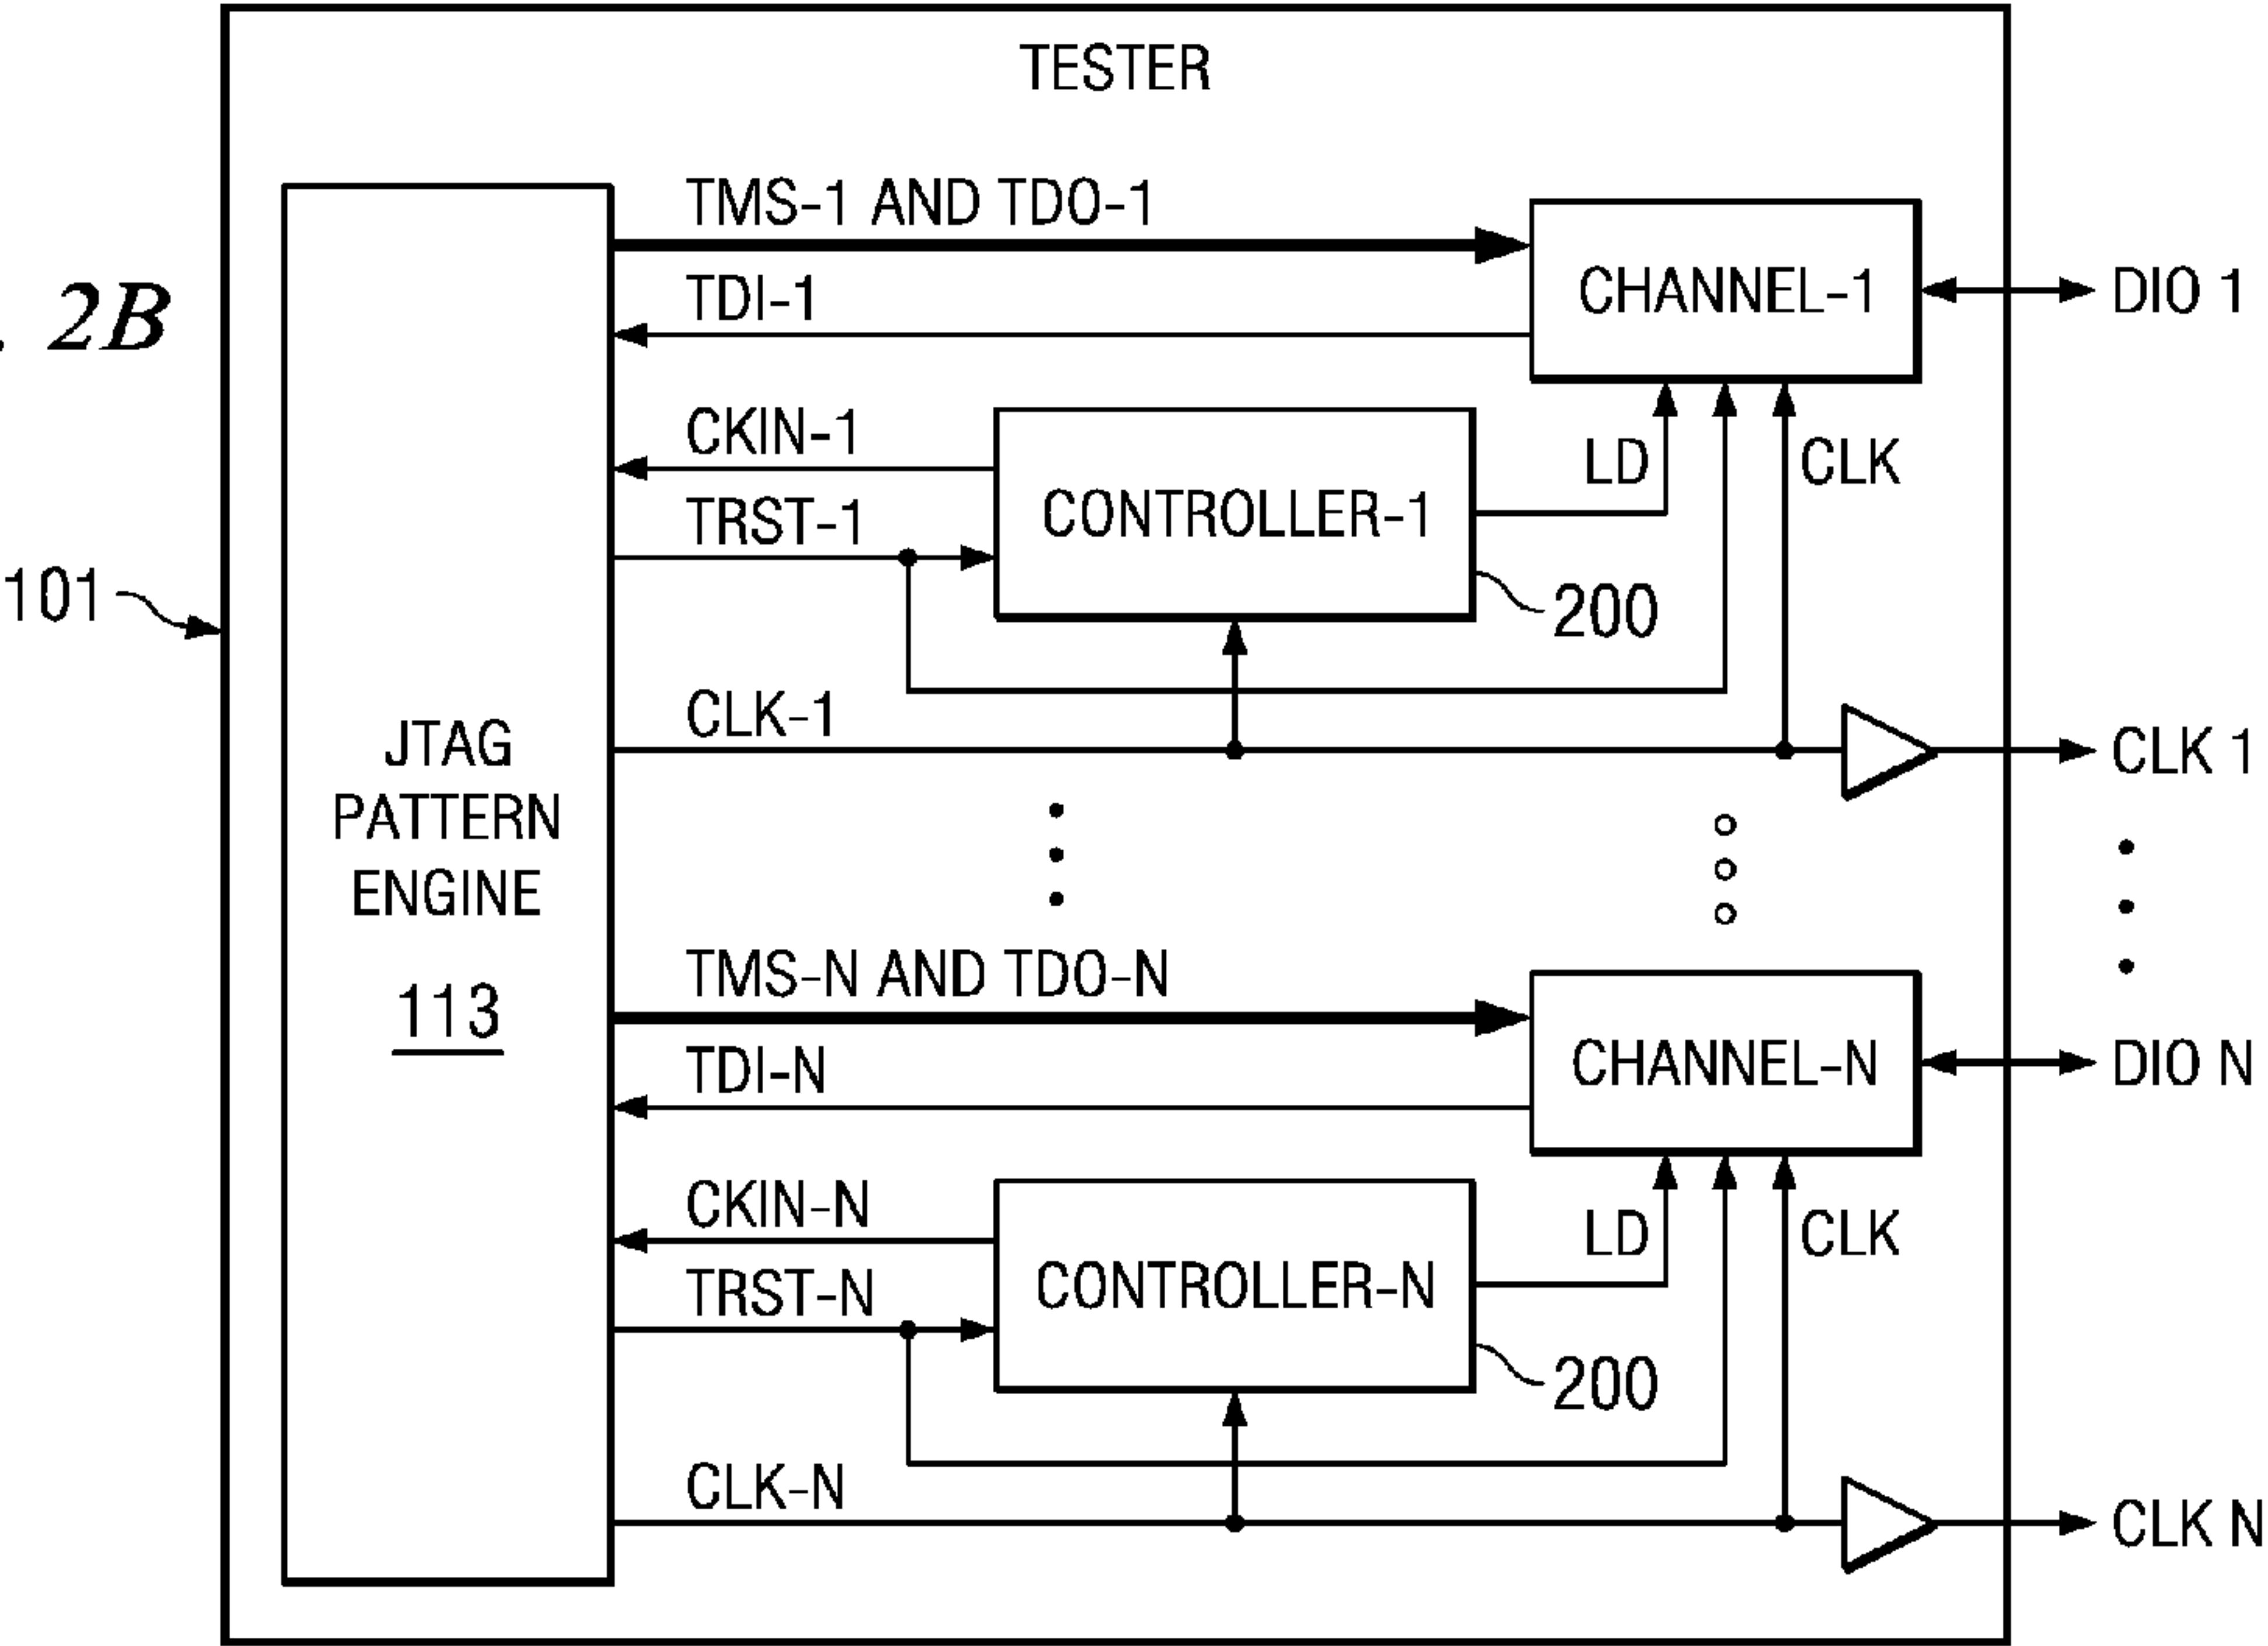 TESTER
TMS-1 AND TDO-1
TDI-1
CHANNEL-1
DIO 1
2B
CKIN-1
LD
CLK
CONTROLLER-1
TRST-1
101
200
CLK-1
CLK 1
JTAG
PATTERN
ENGINE
113
TMS-N AND TDO-N
TDI-N
CHANNEL-N
DIO N
CKIN-N
LD
CLK
CONTROLLER-N
TRST-N
200
CLK-N
CLK N